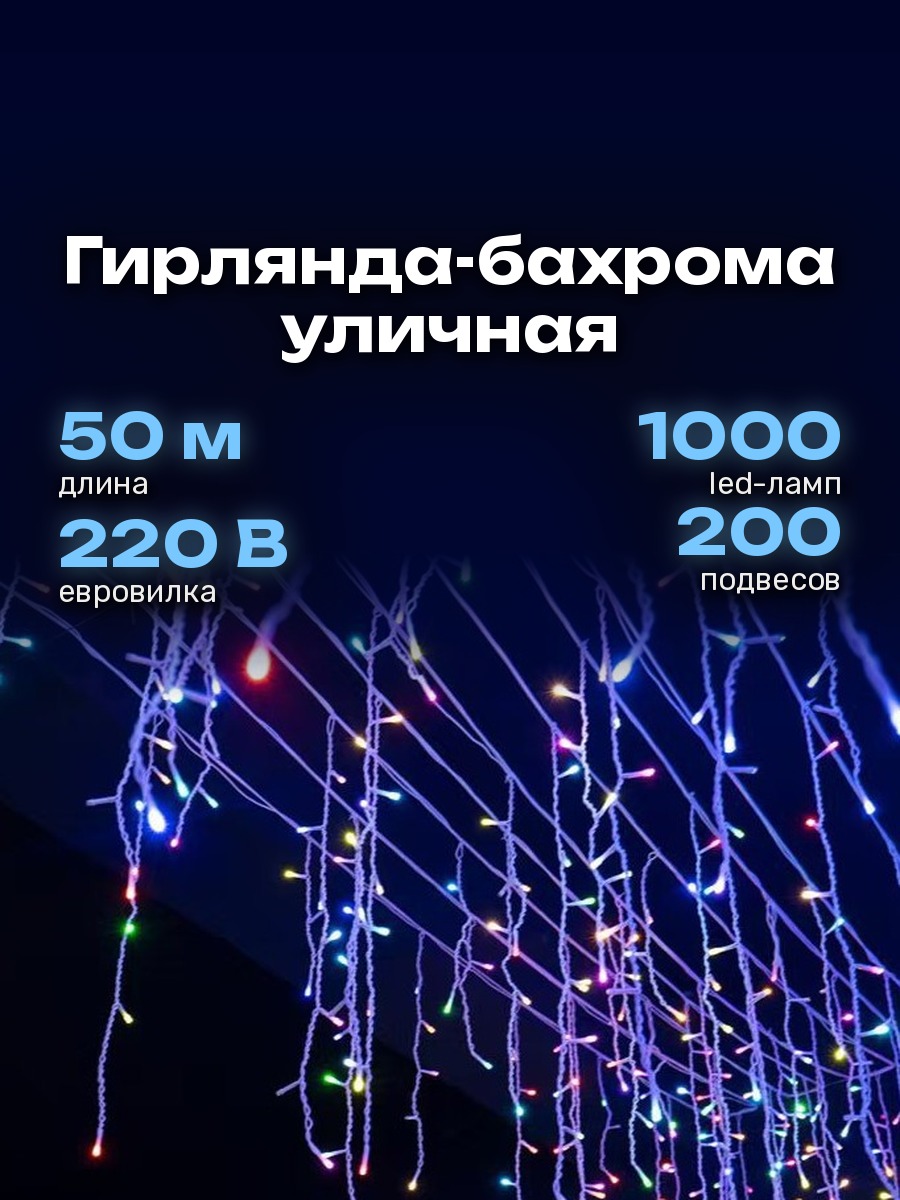 Гирлянда-бахрома
уличная
50 м
длина
220 В
евровилка
1000
led-ламп
200
подвесов